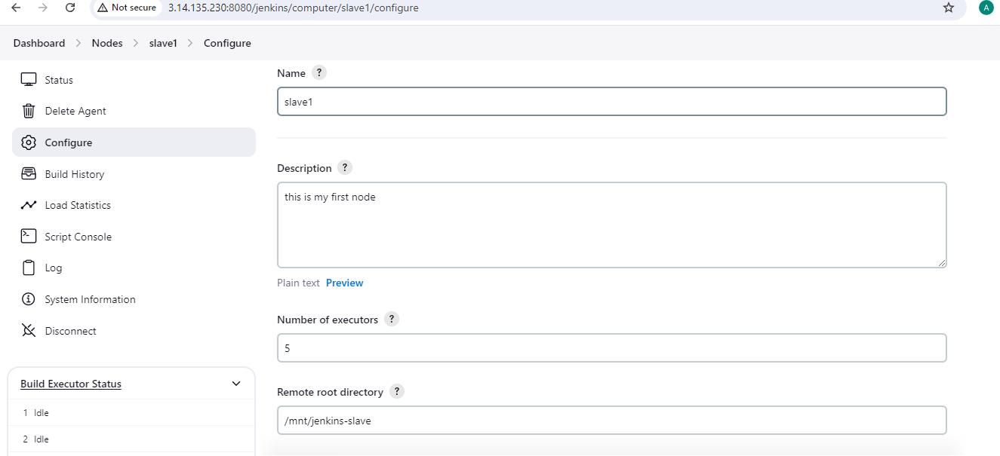 Not secure 3.14.135.230:8080/jenkins/computer/slave1/configure A
Dashboard > Nodes > slave1 > Configure
Status
Delete Agent
Configure
Build History
Load Statistics
Script Console
Log
System Information
Disconnect
Build Executor Status
1 Idle
2 Idle
Name ?
slave1
Description ?
this is my first node
Plain text Preview
Number of executors ?
5
Remote root directory ?
/mnt/jenkins-slave